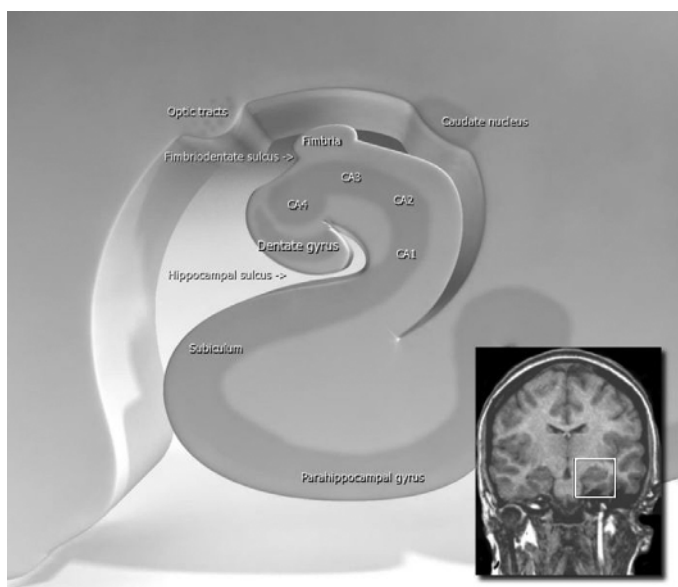 Optic tracts
Caudate nucleus
Fimbria
Fimbriodentate sulcus ->
CA3
CA2
CA4
Dentate gyrus
CA1
Hippocampal sulcus ->
Subiculum
Parahippocampal gyrus